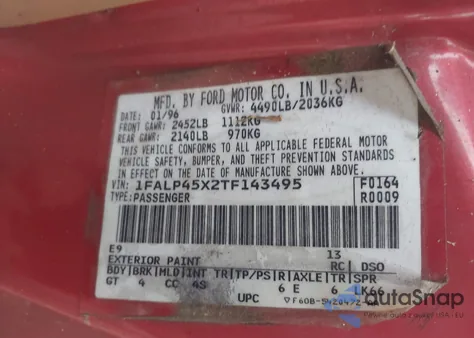 MFD. BY FORD MOTOR CO. IN U.S.A.
DATE: 01/96 GVWR: 4490LB/2036KG
FRONT GAWR: 2452LB 1112KG
REAR GAWR: 2140LB 970KG
THIS VEHICLE CONFORMS TO ALL APPLICABLE FEDERAL MOTOR
VEHICLE SAFETY, BUMPER, AND THEFT PREVENTION STANDARDS
IN EFFECT ON THE DATE OF MANUFACTURE SHOWN ABOVE.
VIN: 1FALP45X2TF143495 F0164
TYPE: PASSENGER R0009
E9 13
EXTERIOR PAINT RC DSO
BDY BRK MLD INT TR TP/PS R AXLE TR SPR
GT 4 CC 4S 6 E 6 LK66
UPC
autoSnap